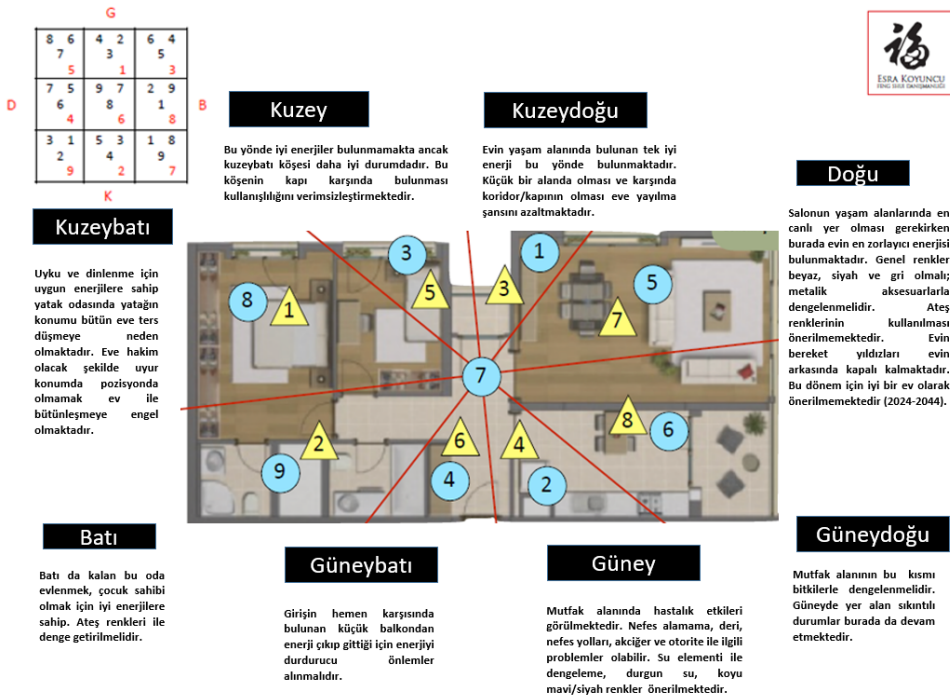 G
8 6 4 2 6 4
7 3 5
5 1 3
D
7 5 9 7 2 9
6 8 1
4 6 8
B
3 1 5 3 1 8
2 4 9
9 2 7
K
福
ESRA KOYUNCU
FENG SHUI DANIŞMANLIĞI
Kuzey
Bu yönde iyi enerjiler bulunmamakta ancak
kuzeybatı köşesi daha iyi durumdadır. Bu
köşenin kapı karşında bulunması
kullanışlılığını verimsizleştirmektedir.
Kuzeydoğu
Evin yaşam alanında bulunan tek iyi
enerji bu yönde bulunmaktadır.
Küçük bir alanda olması ve karşında
koridor/kapının olması eve yayılma
şansını azaltmaktadır.
Doğu
Salonun yaşam alanlarında en
canlı yer olması gerekirken
burada evin en zorlayıcı enerjisi
bulunmaktadır. Genel renkler
beyaz, siyah ve gri olmalı;
metalik aksesuarlarla
dengelenmelidir. Ateş
renklerinin kullanılması
önerilmemektedir. Evin
bereket yıldızları evin
arkasında kapalı kalmaktadır.
Bu dönem için iyi bir ev olarak
önerilmemektedir (2024-2044).
Kuzeybatı
Uyku ve dinlenme için
uygun enerjilere sahip
yatak odasında yatağın
konumu bütün eve ters
düşmeye neden
olmaktadır. Eve hakim
olacak şekilde uyur
konumda pozisyonda
olmamak ev ile
bütünleşmeye engel
olmaktadır.
3 1
8 1 5 3 5
7
7
2 6 4 8 6
9 4 2
Batı
Batı da kalan bu oda
evlenmek, çocuk sahibi
olmak için iyi enerjilere
sahip. Ateş renkleri ile
denge getirilmelidir.
Güneybatı
Girişin hemen karşısında
bulunan küçük balkondan
enerji çıkıp gittiği için enerjiyi
durdurucu önlemler
alınmalıdır.
Güney
Mutfak alanında hastalık etkileri
görülmektedir. Nefes alamama, deri,
nefes yolları, akciğer ve otorite ile ilgili
problemler olabilir. Su elementi ile
dengeleme, durgun su, koyu
mavi/siyah renkler önerilmektedir.
Güneydoğu
Mutfak alanının bu kısmı
bitkilerle dengelenmelidir.
Güneyde yer alan sıkıntılı
durumlar burada da devam
etmektedir.